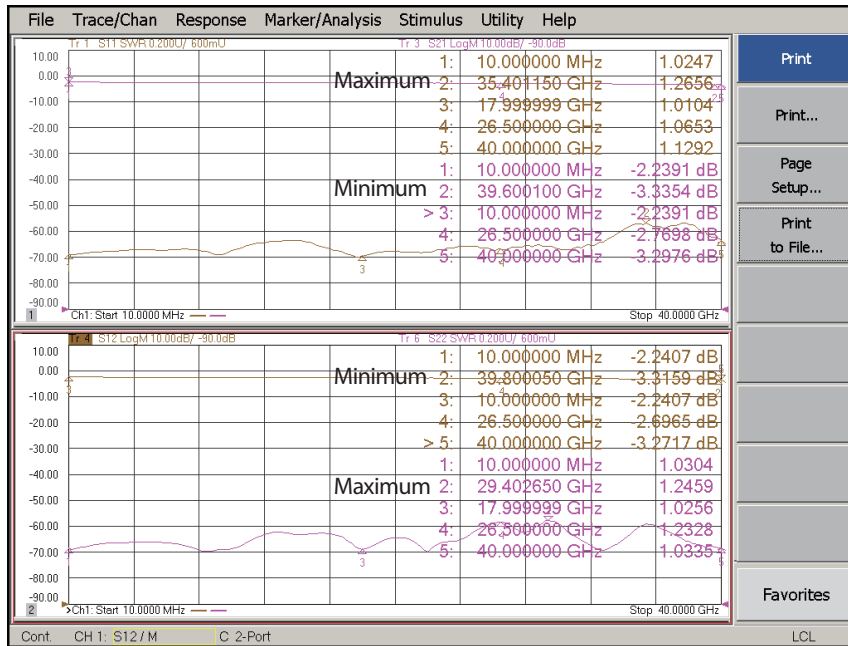 File Trace/Chan Response Marker/Analysis Stimulus Utility Help
Tr 1 S11 SWR 0.200U/ 600mU Tr 3 S21 LogM 10.00dB/ -90.0dB
10.00
0.00
-10.00
-20.00
-30.00
-40.00
-50.00
-60.00
-70.00
-80.00
-90.00
1: 10.000000 MHz 1.0247
Maximum 2: 35.401150 GHz 1.2656
3: 17.999999 GHz 1.0104
4: 26.500000 GHz 1.0653
5: 40.000000 GHz 1.1292
1: 10.000000 MHz -2.2391 dB
Minimum 2: 39.600100 GHz -3.3354 dB
> 3: 10.000000 MHz -2.2391 dB
4: 26.500000 GHz -2.7698 dB
5: 40.000000 GHz -3.2976 dB
3
1 Ch1: Start 10.0000 MHz Stop 40.0000 GHz
Tr 4 S12 LogM 10.00dB/ -90.0dB Tr 6 S22 SWR 0.200U/ 600mU
10.00
0.00
-10.00
-20.00
-30.00
-40.00
-50.00
-60.00
-70.00
-80.00
-90.00
1: 10.000000 MHz -2.2407 dB
Minimum 2: 39.800050 GHz -3.3159 dB
3: 10.000000 MHz -2.2407 dB
4: 26.500000 GHz -2.6965 dB
> 5: 40.000000 GHz -3.2717 dB
1: 10.000000 MHz 1.0304
Maximum 2: 29.402650 GHz 1.2459
3: 17.999999 GHz 1.0256
4: 26.500000 GHz 1.2328
5: 40.000000 GHz 1.0335
3
2 >Ch1: Start 10.0000 MHz Stop 40.0000 GHz
Print
Print...
Page
Setup...
Print
to File...
Favorites
Cont. CH 1: S12 / M C 2-Port LCL